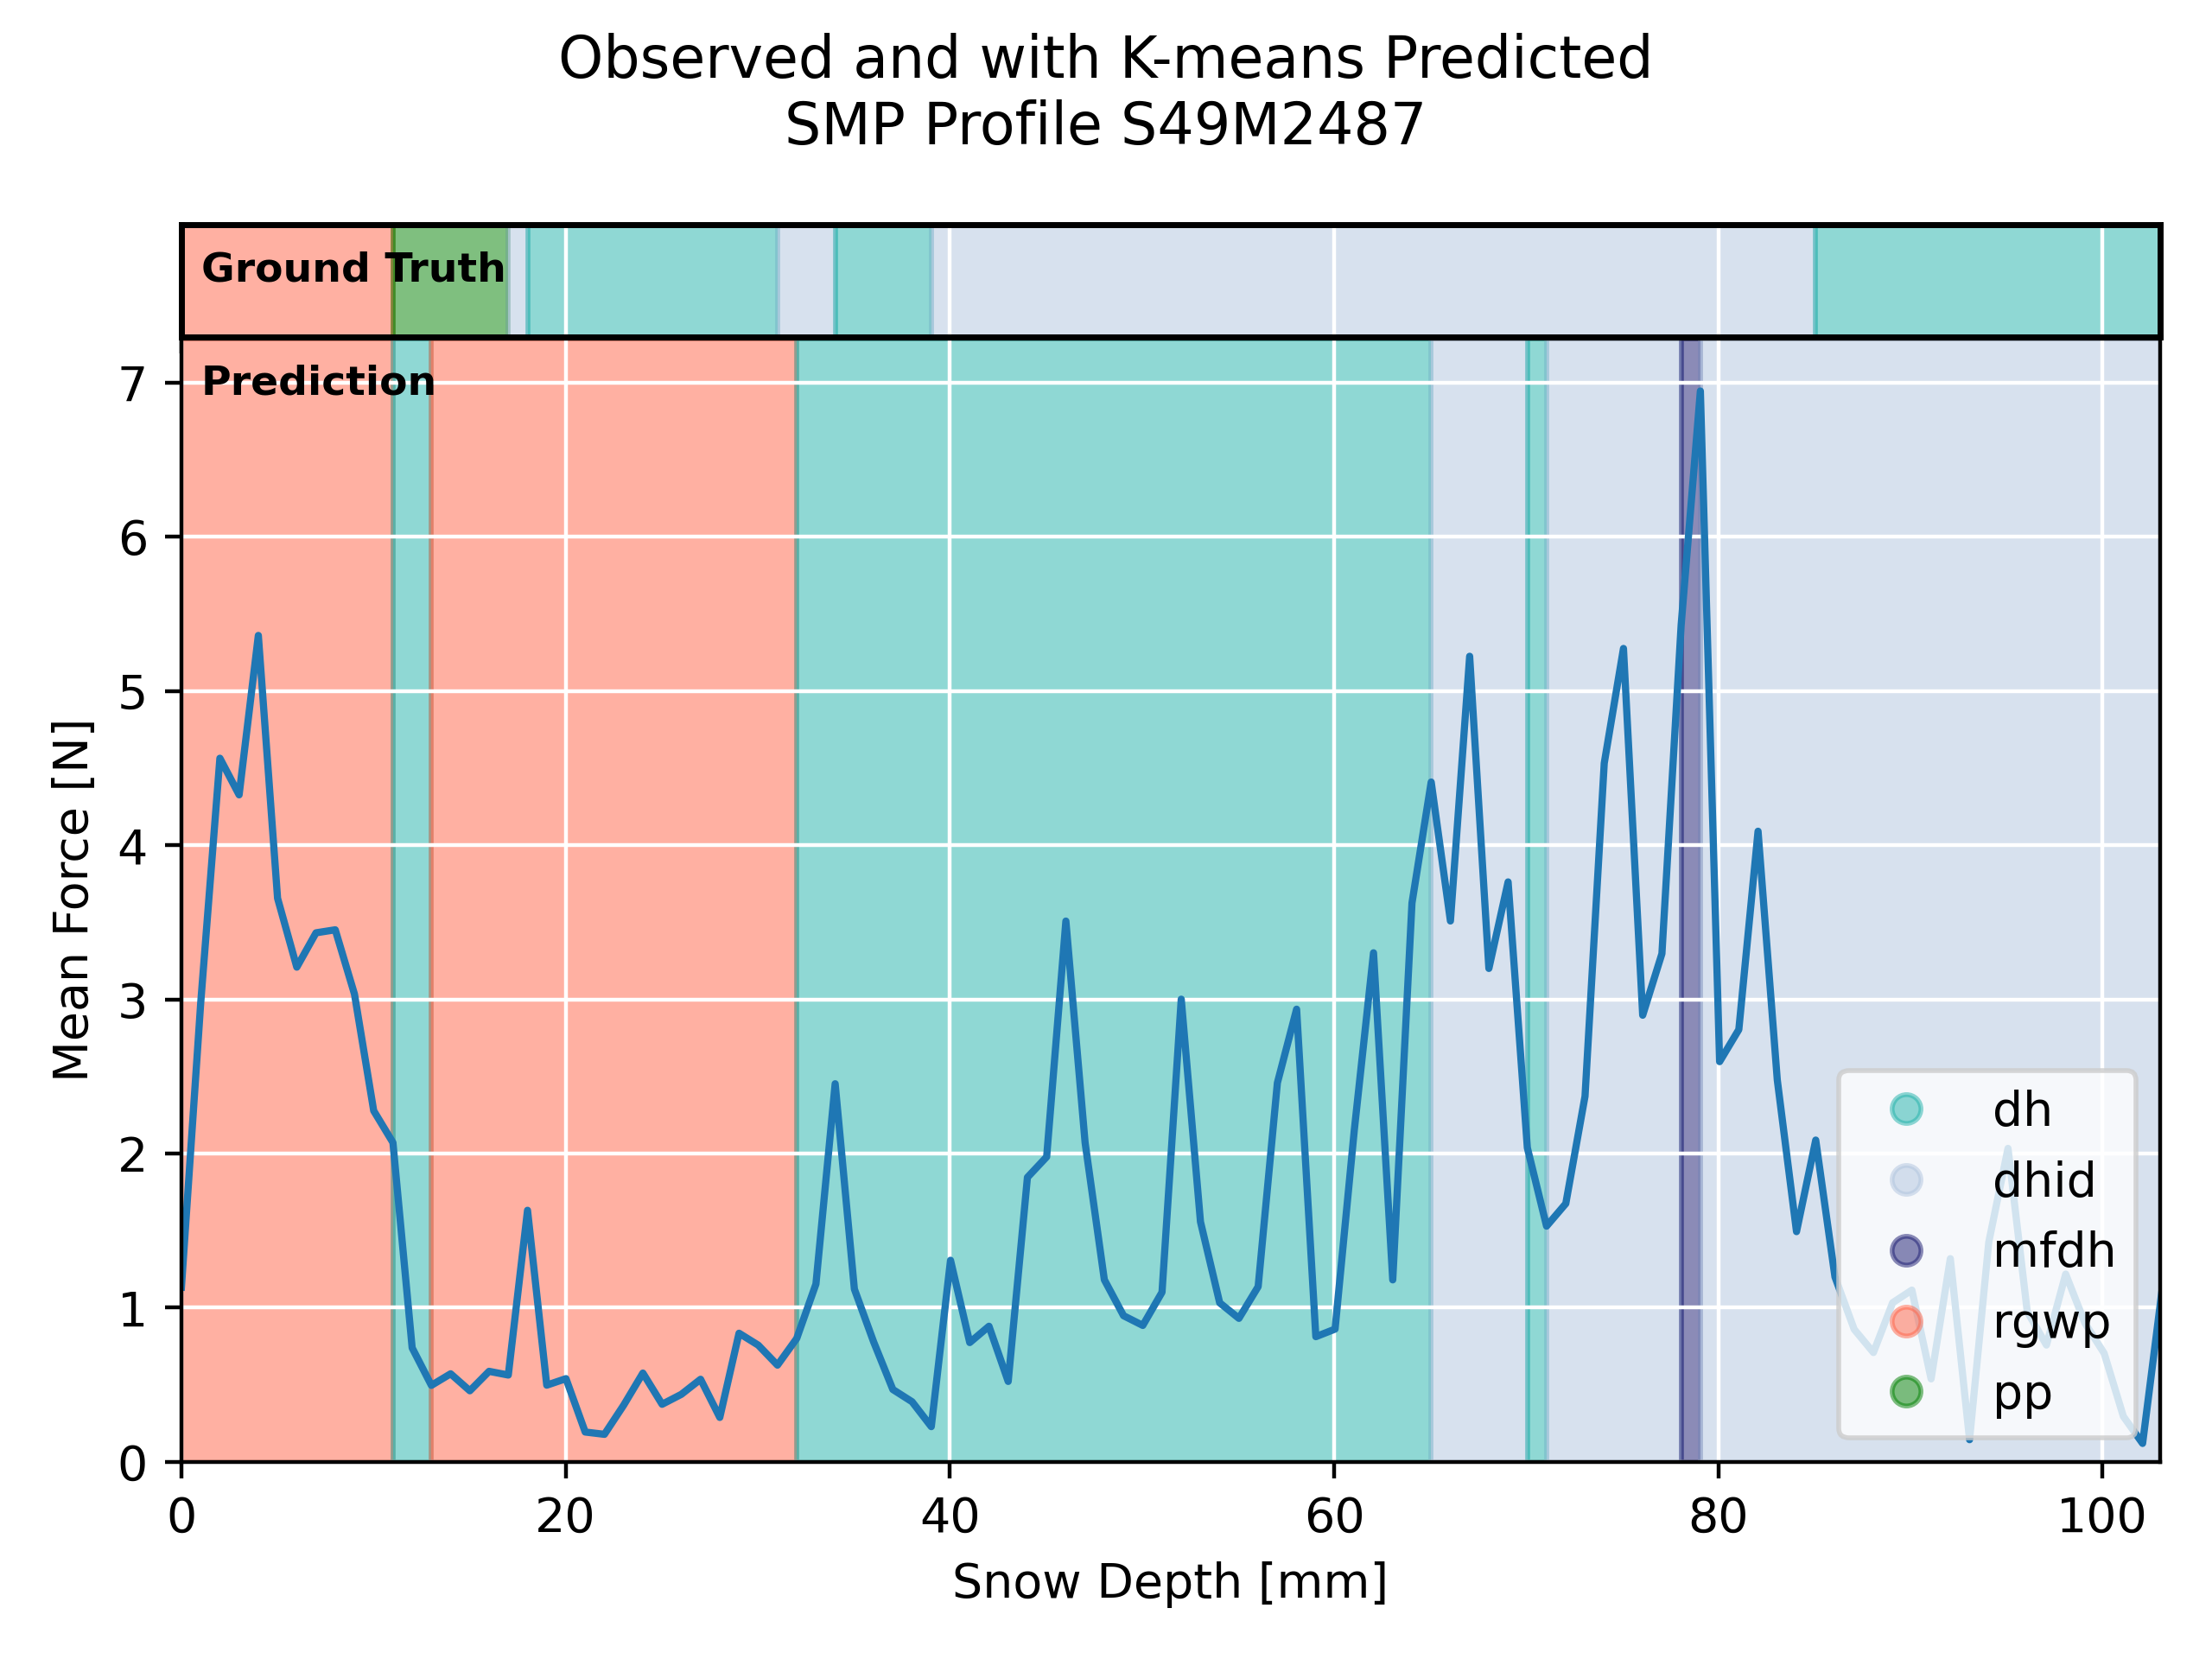 Observed and with K-means Predicted
SMP Profile S49M2487
Ground Truth
Prediction
7
6
5
4
3
2
1
0
Mean Force [N]
dh
dhid
mfdh
rgwp
pp
0 20 40 60 80 100
Snow Depth [mm]